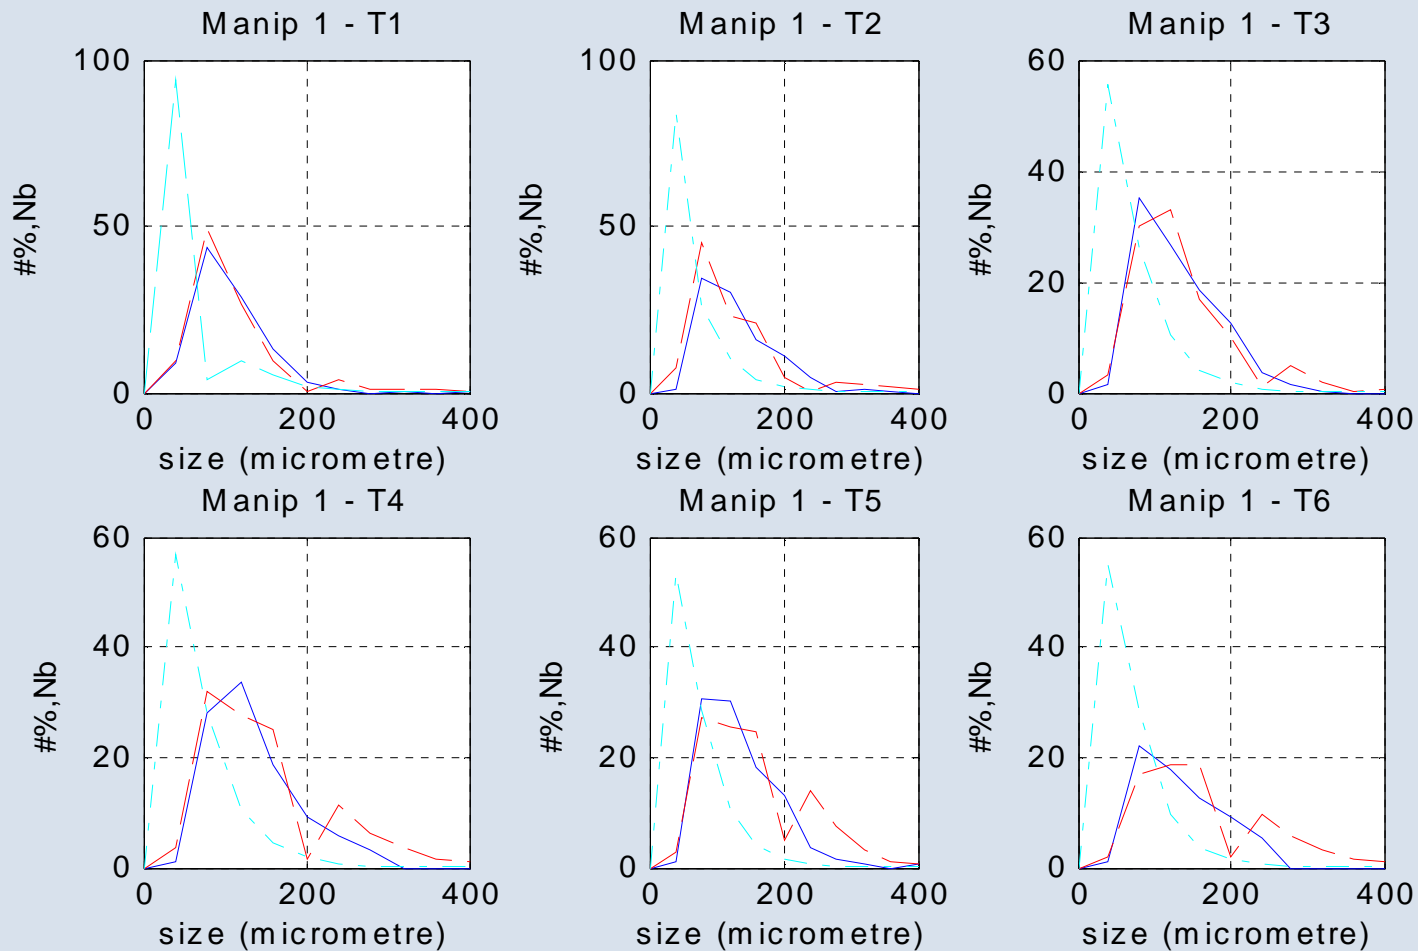 Manip 1 - T1
100
50
0
#%,Nb
0 200 400
size (micrometre)
Manip 1 - T2
100
50
0
#%,Nb
0 200 400
size (micrometre)
Manip 1 - T3
60
40
20
0
#%,Nb
0 200 400
size (micrometre)
Manip 1 - T4
60
40
20
0
#%,Nb
0 200 400
size (micrometre)
Manip 1 - T5
60
40
20
0
#%,Nb
0 200 400
size (micrometre)
Manip 1 - T6
60
40
20
0
#%,Nb
0 200 400
size (micrometre)